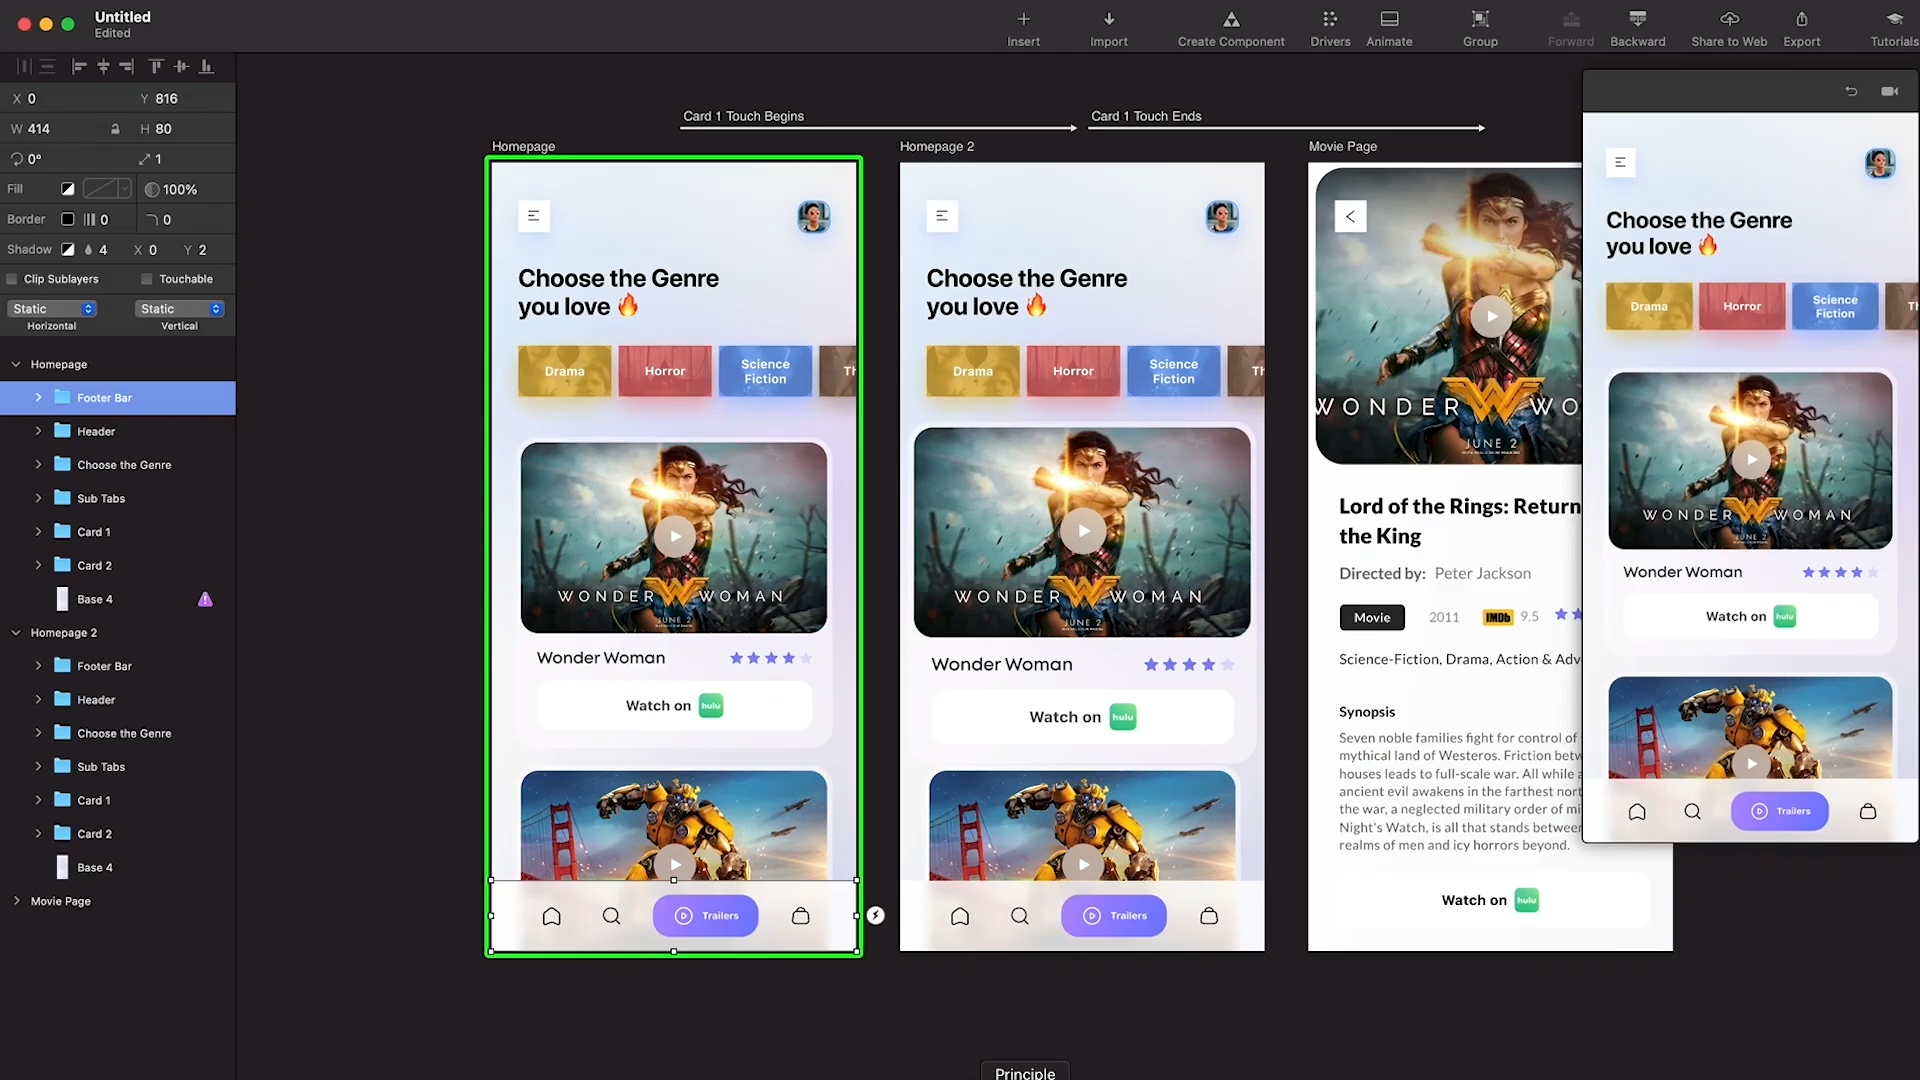 Untitled
Edited
Insert
Import
Create Component
Drivers
Animate
Group
Forward
Backward
Share to Web
Export
Tutorials
X 0
Y 816
W 414
H 80
0°
1
Fill
100%
Border
0
0
Shadow
4
X 0
Y 2
Clip Sublayers
Touchable
Static
Static
Horizontal
Vertical
Homepage
Footer Bar
Header
Choose the Genre
Sub Tabs
Card 1
Card 2
Base 4
Homepage 2
Footer Bar
Header
Choose the Genre
Sub Tabs
Card 1
Card 2
Base 4
Movie Page
Card 1 Touch Begins
Card 1 Touch Ends
Homepage
Choose the Genre
you love 🔥
Drama
Horror
Science
Fiction
Th
WONDER WOMAN
JUNE 2
Wonder Woman
Watch on hulu
Trailers
Homepage 2
Choose the Genre
you love 🔥
Drama
Horror
Science
Fiction
Th
WONDER WOMAN
JUNE 2
Wonder Woman
Watch on hulu
Trailers
Movie Page
WONDER WO
JUNE 2
Lord of the Rings: Return
the King
Directed by: Peter Jackson
Movie
2011
IMDb 9.5
Science-Fiction, Drama, Action & Adv
Synopsis
Seven noble families fight for control of
mythical land of Westeros. Friction betw
houses leads to full-scale war. All while a
ancient evil awakens in the farthest nort
the war, a neglected military order of mi
Night's Watch, is all that stands between
realms of men and icy horrors beyond.
Watch on hulu
Choose the Genre
you love 🔥
Drama
Horror
Science
Fiction
Th
WONDER WOMAN
JUNE 2
Wonder Woman
Watch on hulu
Trailers
Principle